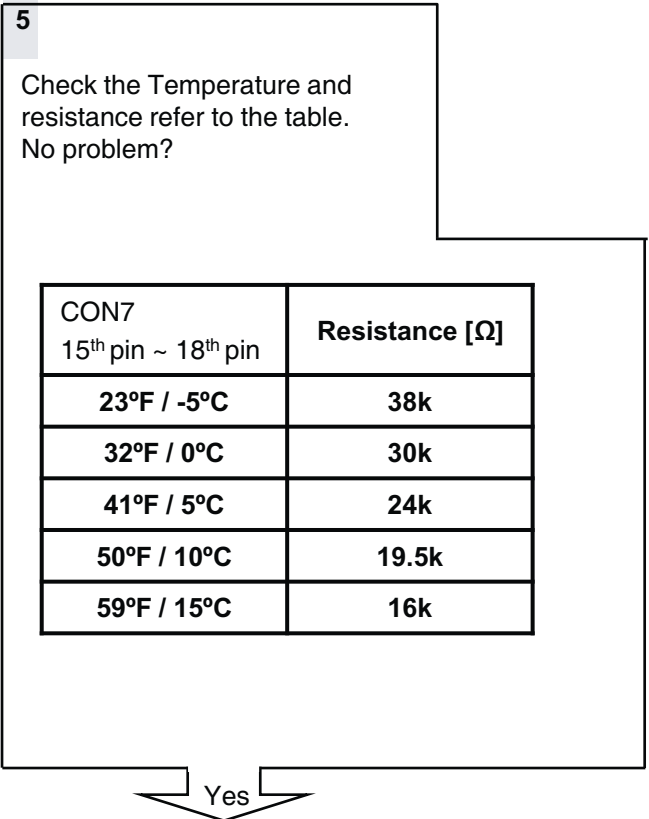 5
Check the Temperature and
resistance refer to the table.
No problem?
CON7
15th pin ~ 18th pin
Resistance [Ω]
23ºF / -5ºC 38k
32ºF / 0ºC 30k
41ºF / 5ºC 24k
50ºF / 10ºC 19.5k
59ºF / 15ºC 16k
Yes